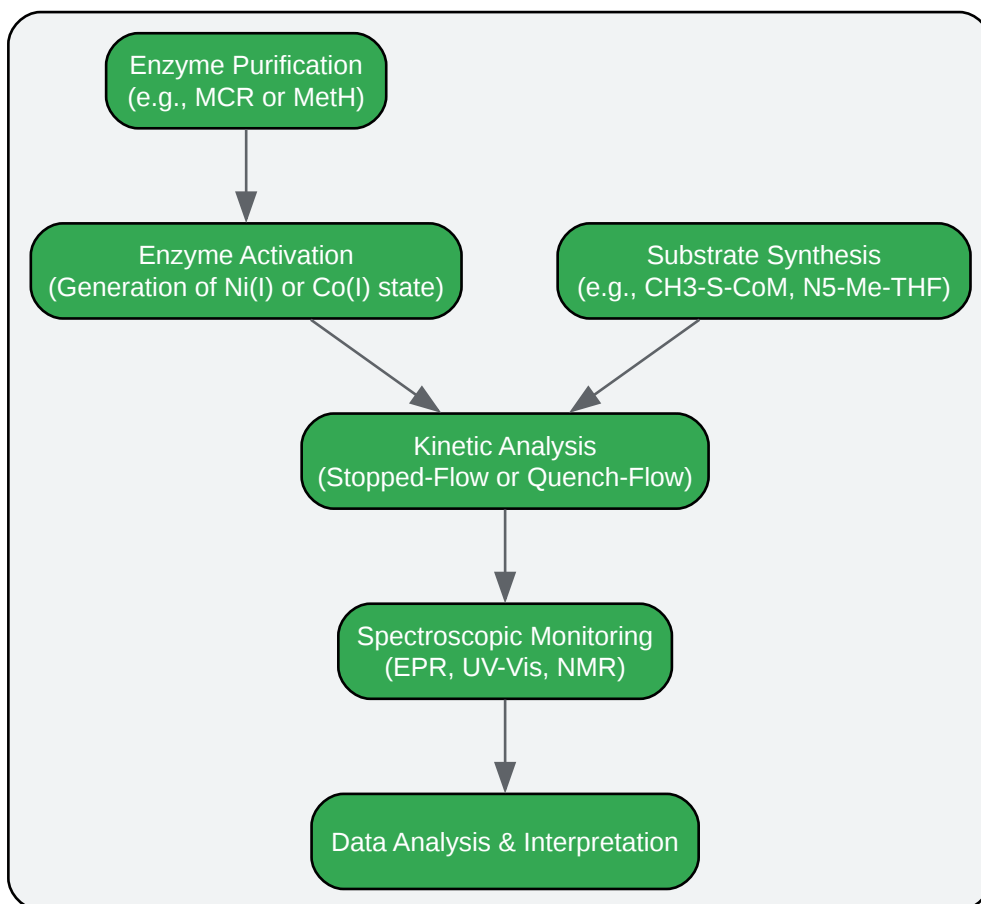 Enzyme Purification
(e.g., MCR or MetH)
Enzyme Activation
(Generation of Ni(I) or Co(I) state)
Substrate Synthesis
(e.g., CH3-S-CoM, N5-Me-THF)
Kinetic Analysis
(Stopped-Flow or Quench-Flow)
Spectroscopic Monitoring
(EPR, UV-Vis, NMR)
Data Analysis & Interpretation